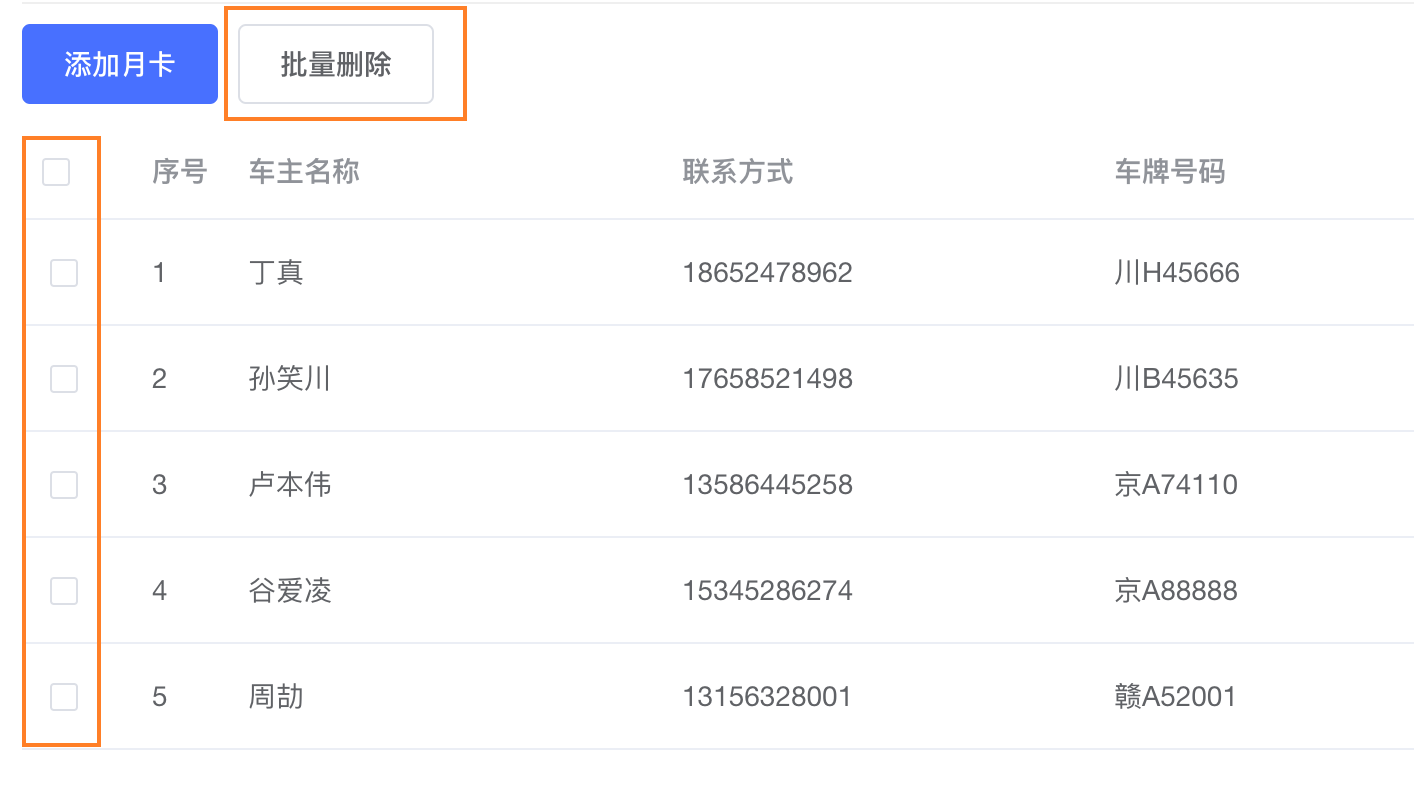 添加月卡 批量删除
序号 车主名称 联系方式 车牌号码
1 丁真 18652478962 川H45666
2 孙笑川 17658521498 川B45635
3 卢本伟 13586445258 京A74110
4 谷爱凌 15345286274 京A88888
5 周劼 13156328001 赣A52001